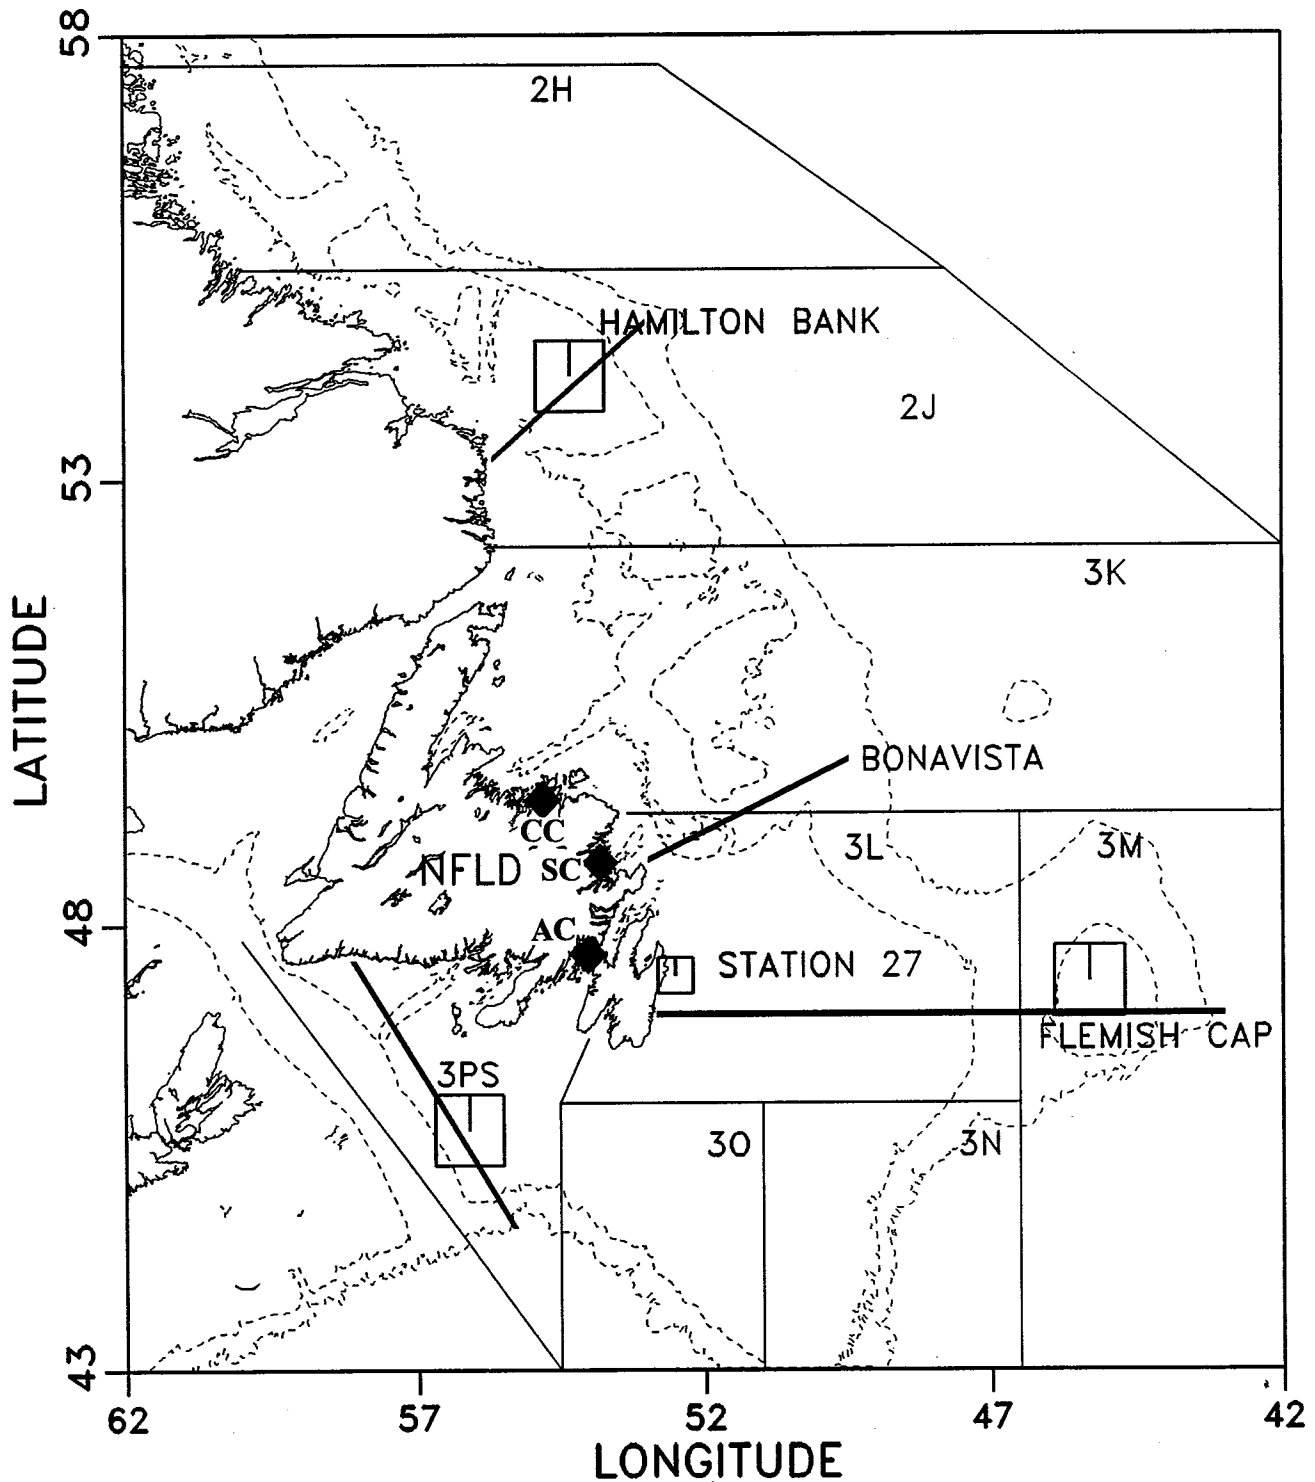 58
2H
HAMILTON BANK
2J
53
3K
LATITUDE
BONAVISTA
CC
3L
3M
NFLD
SC
48
AC
STATION 27
FLEMISH CAP
3PS
3O
3N
43
62
57
52
47
42
LONGITUDE